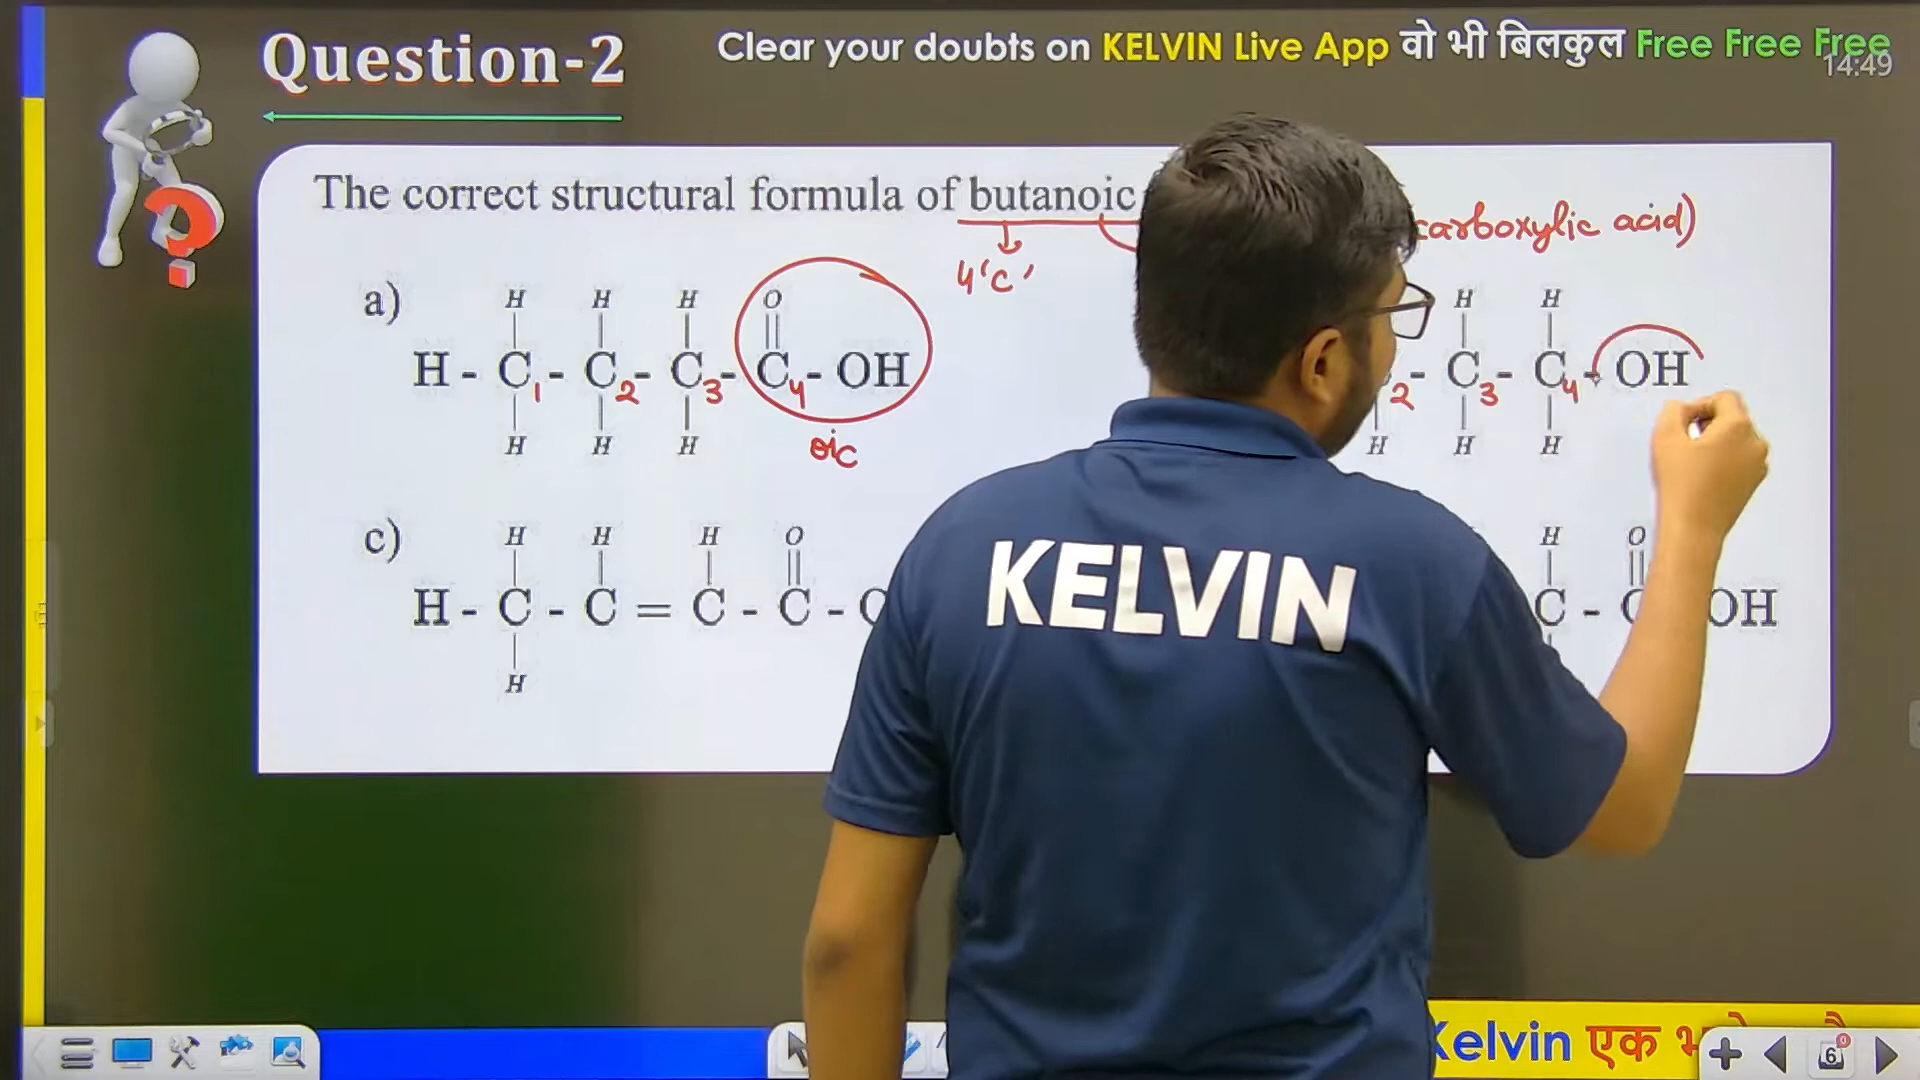 Question-2
Clear your doubts on KELVIN Live App वो भी बिलकुल Free Free Free
14:49
The correct structural formula of butanoic
carboxylic acid)
4'C'
a)
H H H O
H - C1 - C2 - C3 - C4 - OH
H H H
oic
H H
2 - C3 - C4 - OH
H H H
c)
H H H O
H - C - C = C - C -
H
H O
C - OH
KELVIN
Kelvin एक
6